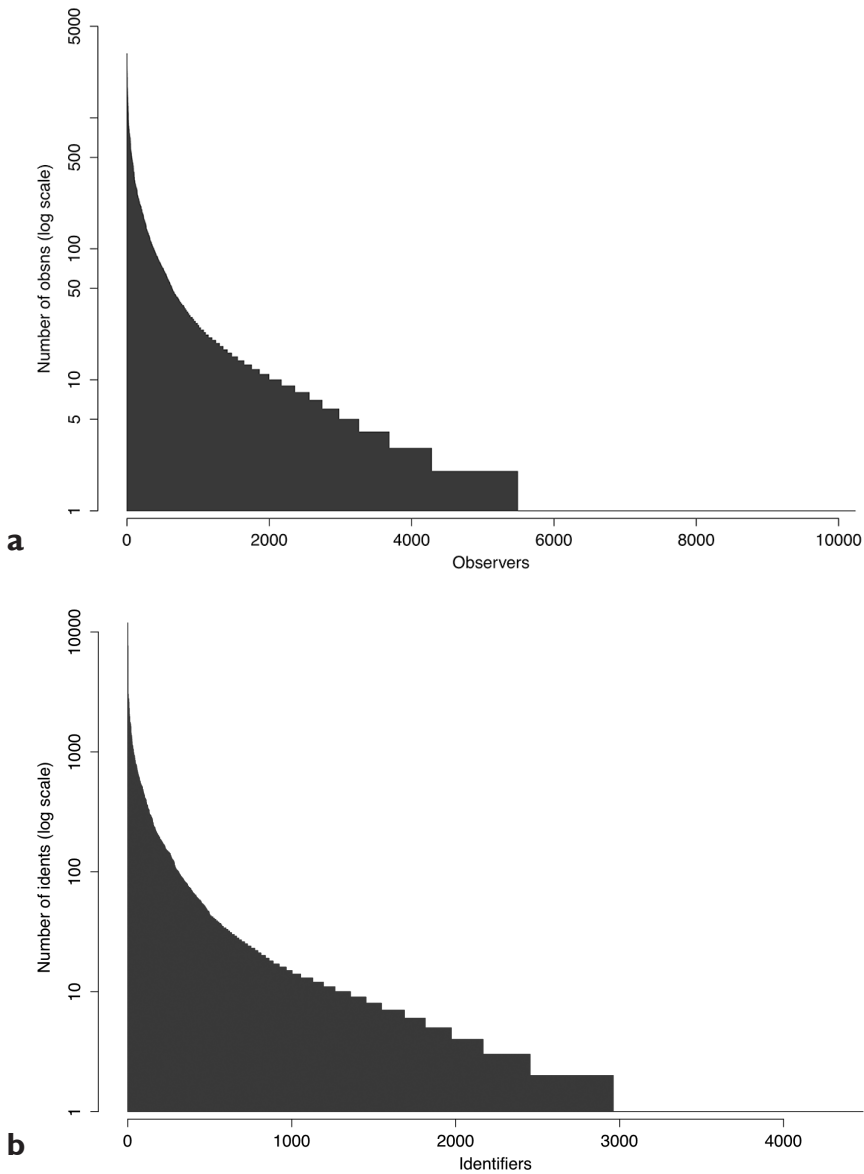 5000
500
100
50
10
5
1
Number of obsns (log scale)
0 2000 4000 6000 8000 10000
Observers
a
10000
1000
100
10
1
Number of idents (log scale)
0 1000 2000 3000 4000
Identifiers
b